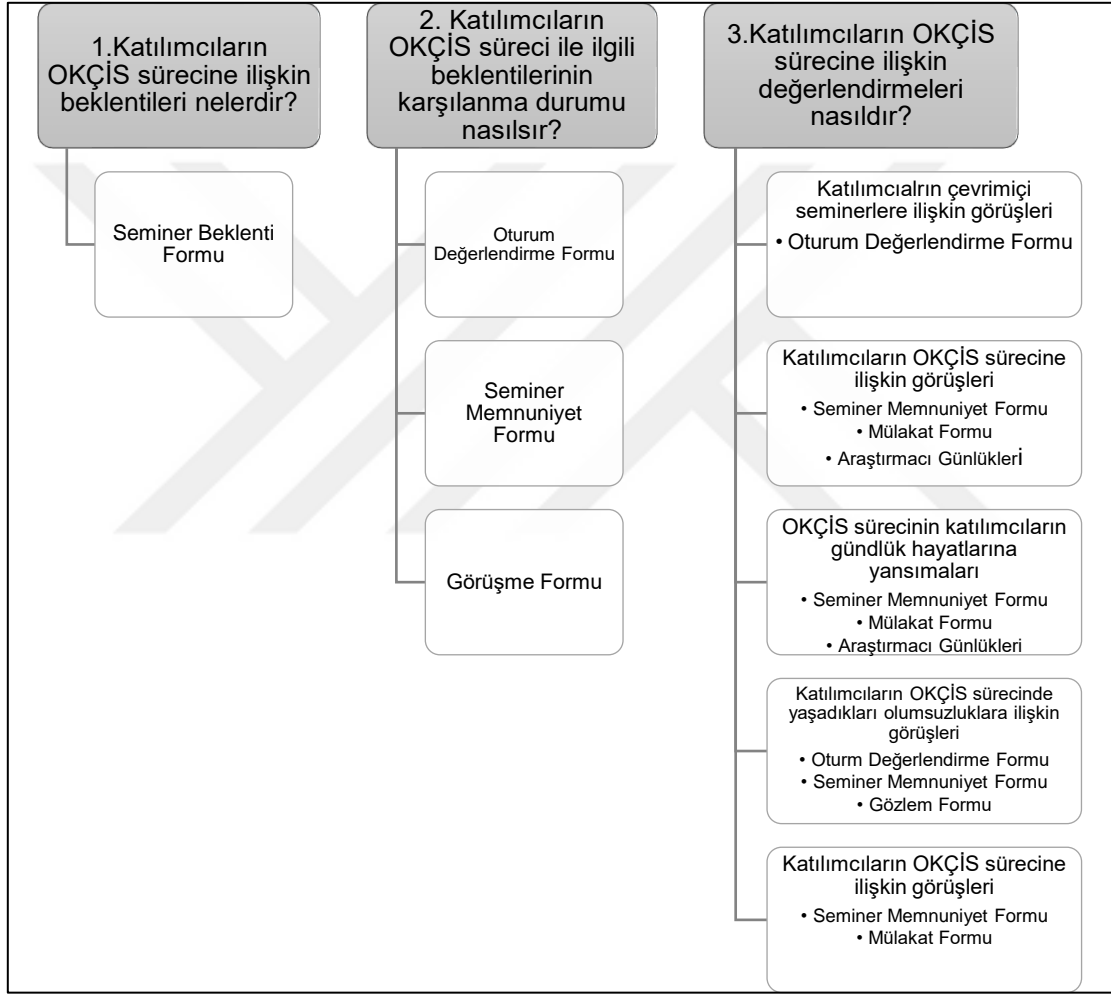 1.Katılımcıların
OKÇİS sürecine ilişkin
beklentileri nelerdir?
Seminer Beklenti
Formu
2. Katılımcıların
OKÇİS süreci ile ilgili
beklentilerinin
karşılanma durumu
nasılsır?
Oturum
Değerlendirme Formu
Seminer
Memnuniyet
Formu
Görüşme Formu
3.Katılımcıların OKÇİS
sürecine ilişkin
değerlendirmeleri
nasıldır?
Katılımcıalrın çevrimiçi
seminerlere ilişkin görüşleri
• Oturum Değerlendirme Formu
Katılımcıların OKÇİS sürecine
ilişkin görüşleri
• Seminer Memnuniyet Formu
• Mülakat Formu
• Araştırmacı Günlükleri
OKÇİS sürecinin katılımcıların
gündlük hayatlarına
yansımaları
• Seminer Memnuniyet Formu
• Mülakat Formu
• Araştırmacı Günlükleri
Katılımcıların OKÇİS sürecinde
yaşadıkları olumsuzluklara ilişkin
görüşleri
• Oturm Değerlendirme Formu
• Seminer Memnuniyet Formu
• Gözlem Formu
Katılımcıların OKÇİS sürecine
ilişkin görüşleri
• Seminer Memnuniyet Formu
• Mülakat Formu